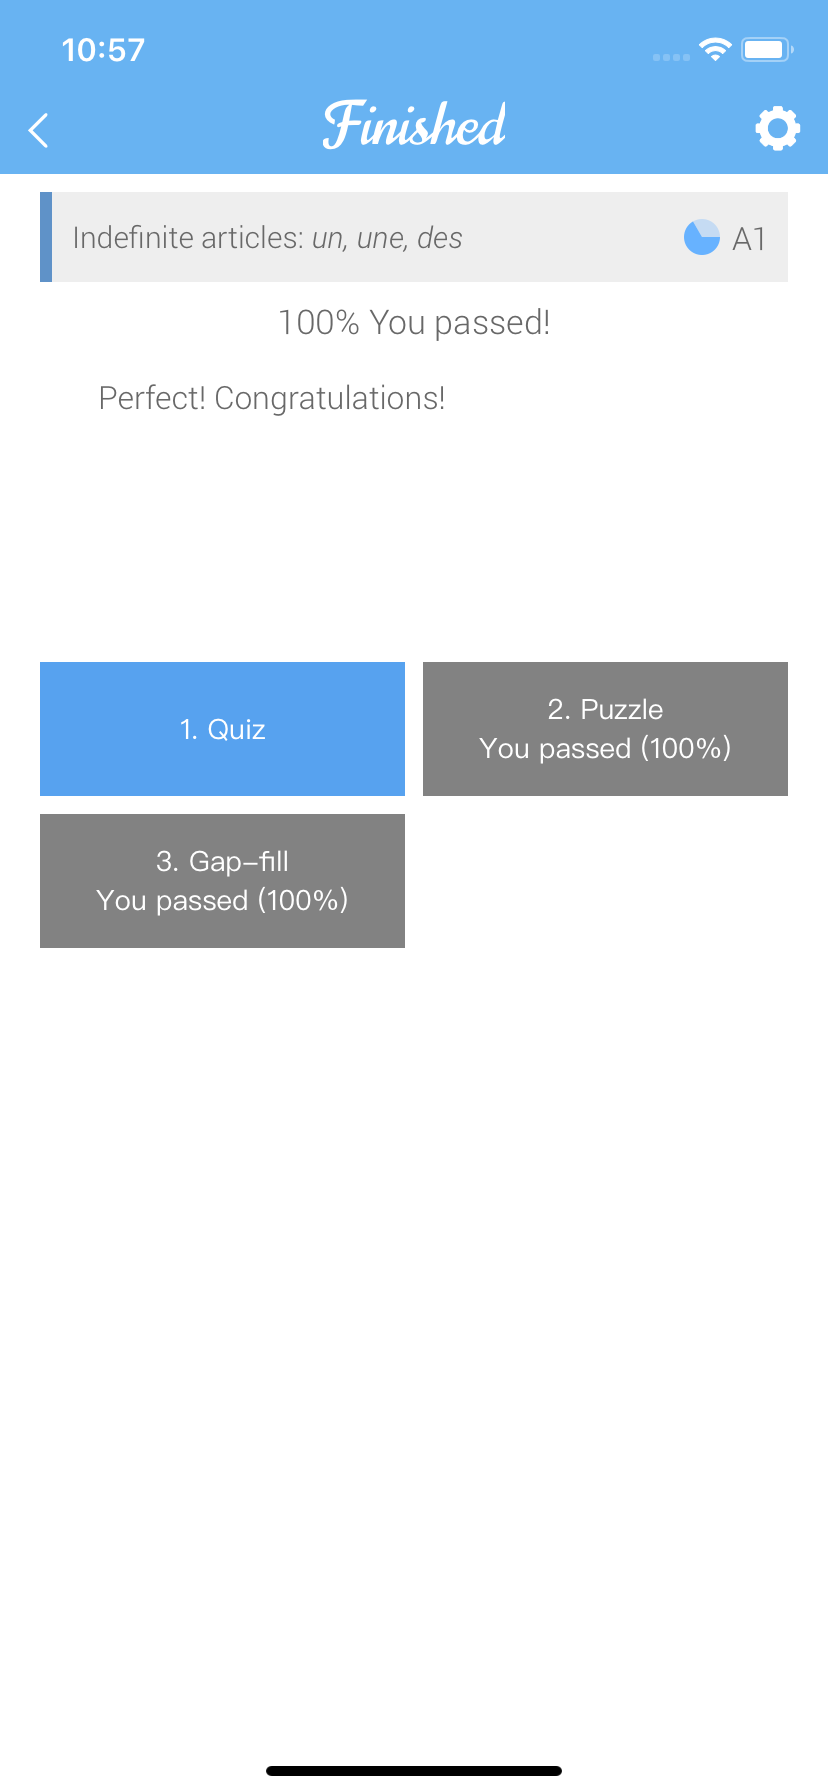 10:57
Finished
Indefinite articles: un, une, des
A1
100% You passed!
Perfect! Congratulations!
1. Quiz
2. Puzzle
You passed (100%)
3. Gap-fill
You passed (100%)